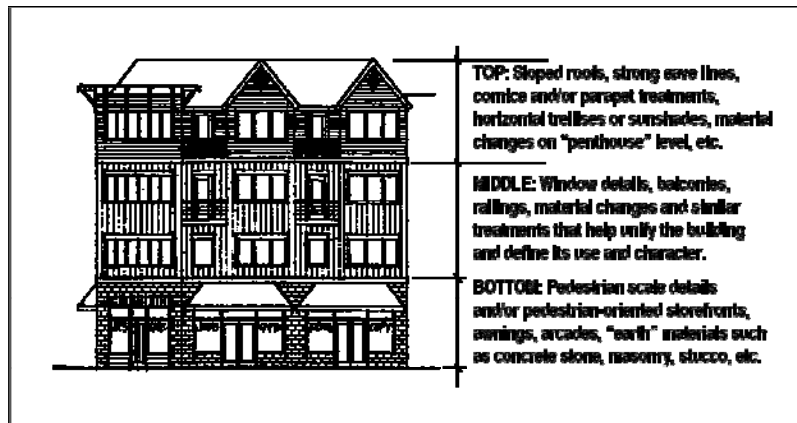 TOP: Sloped roofs, strong eave lines,
cornice and/or parapet treatments,
horizontal trellises or sunshades, material
changes on "penthouse" level, etc.
MIDDLE: Window details, balconies,
railings, material changes and similar
treatments that help unify the building
and define its use and character.
BOTTOM: Pedestrian scale details
and/or pedestrian-oriented storefronts,
awnings, arcades, "earth" materials such
as concrete stone, masonry, stucco, etc.